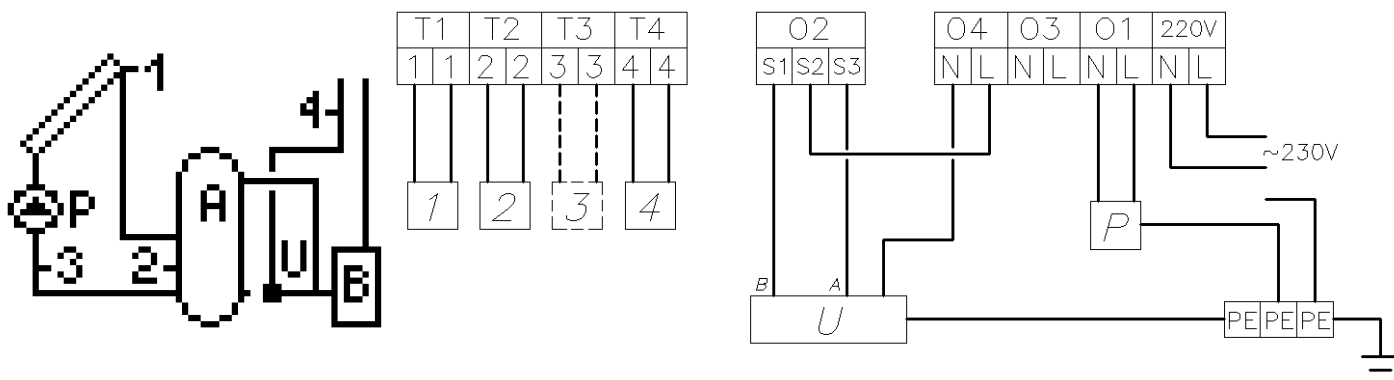 T1 T2 T3 T4
1 1 2 2 3 3 4 4
1 2 3 4
O2 O4 O3 O1 220V
S1 S2 S3 N L N L N L N L
~230V
1
4
A
P
3
2
U
B
P
B A
U
PE PE PE